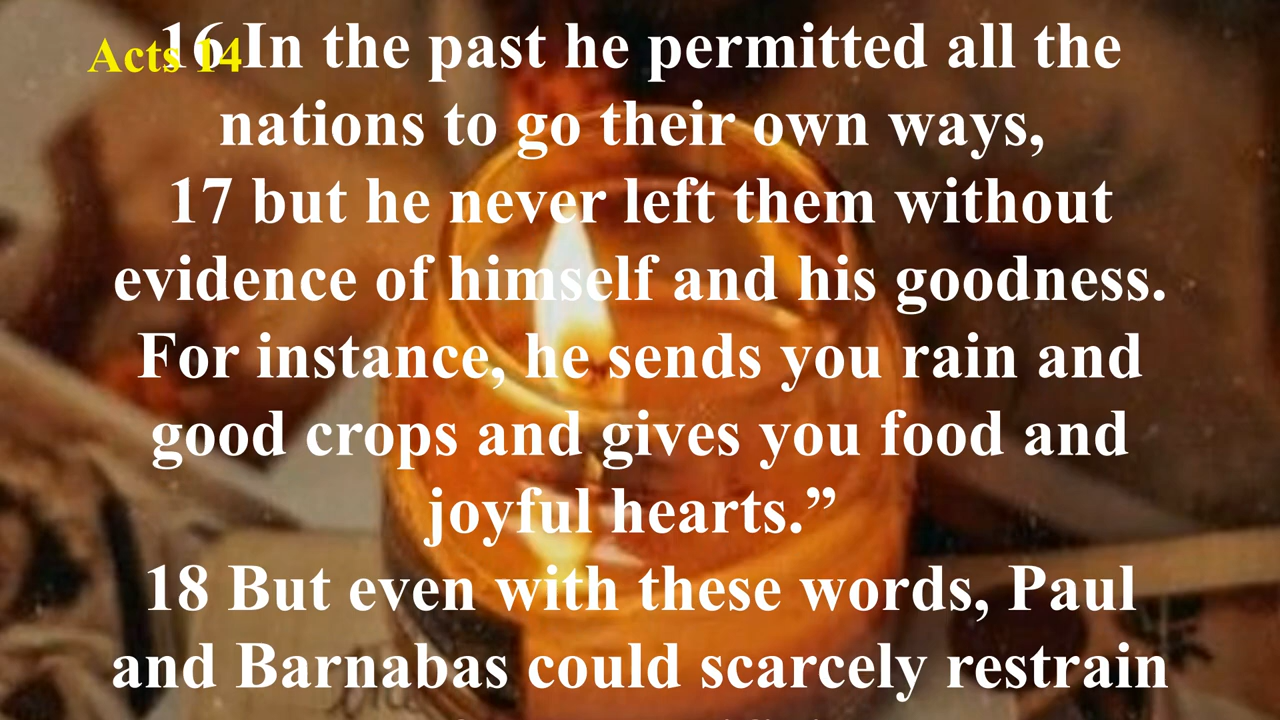 Acts 14
16 In the past he permitted all the
nations to go their own ways,
17 but he never left them without
evidence of himself and his goodness.
For instance, he sends you rain and
good crops and gives you food and
joyful hearts.”
18 But even with these words, Paul
and Barnabas could scarcely restrain